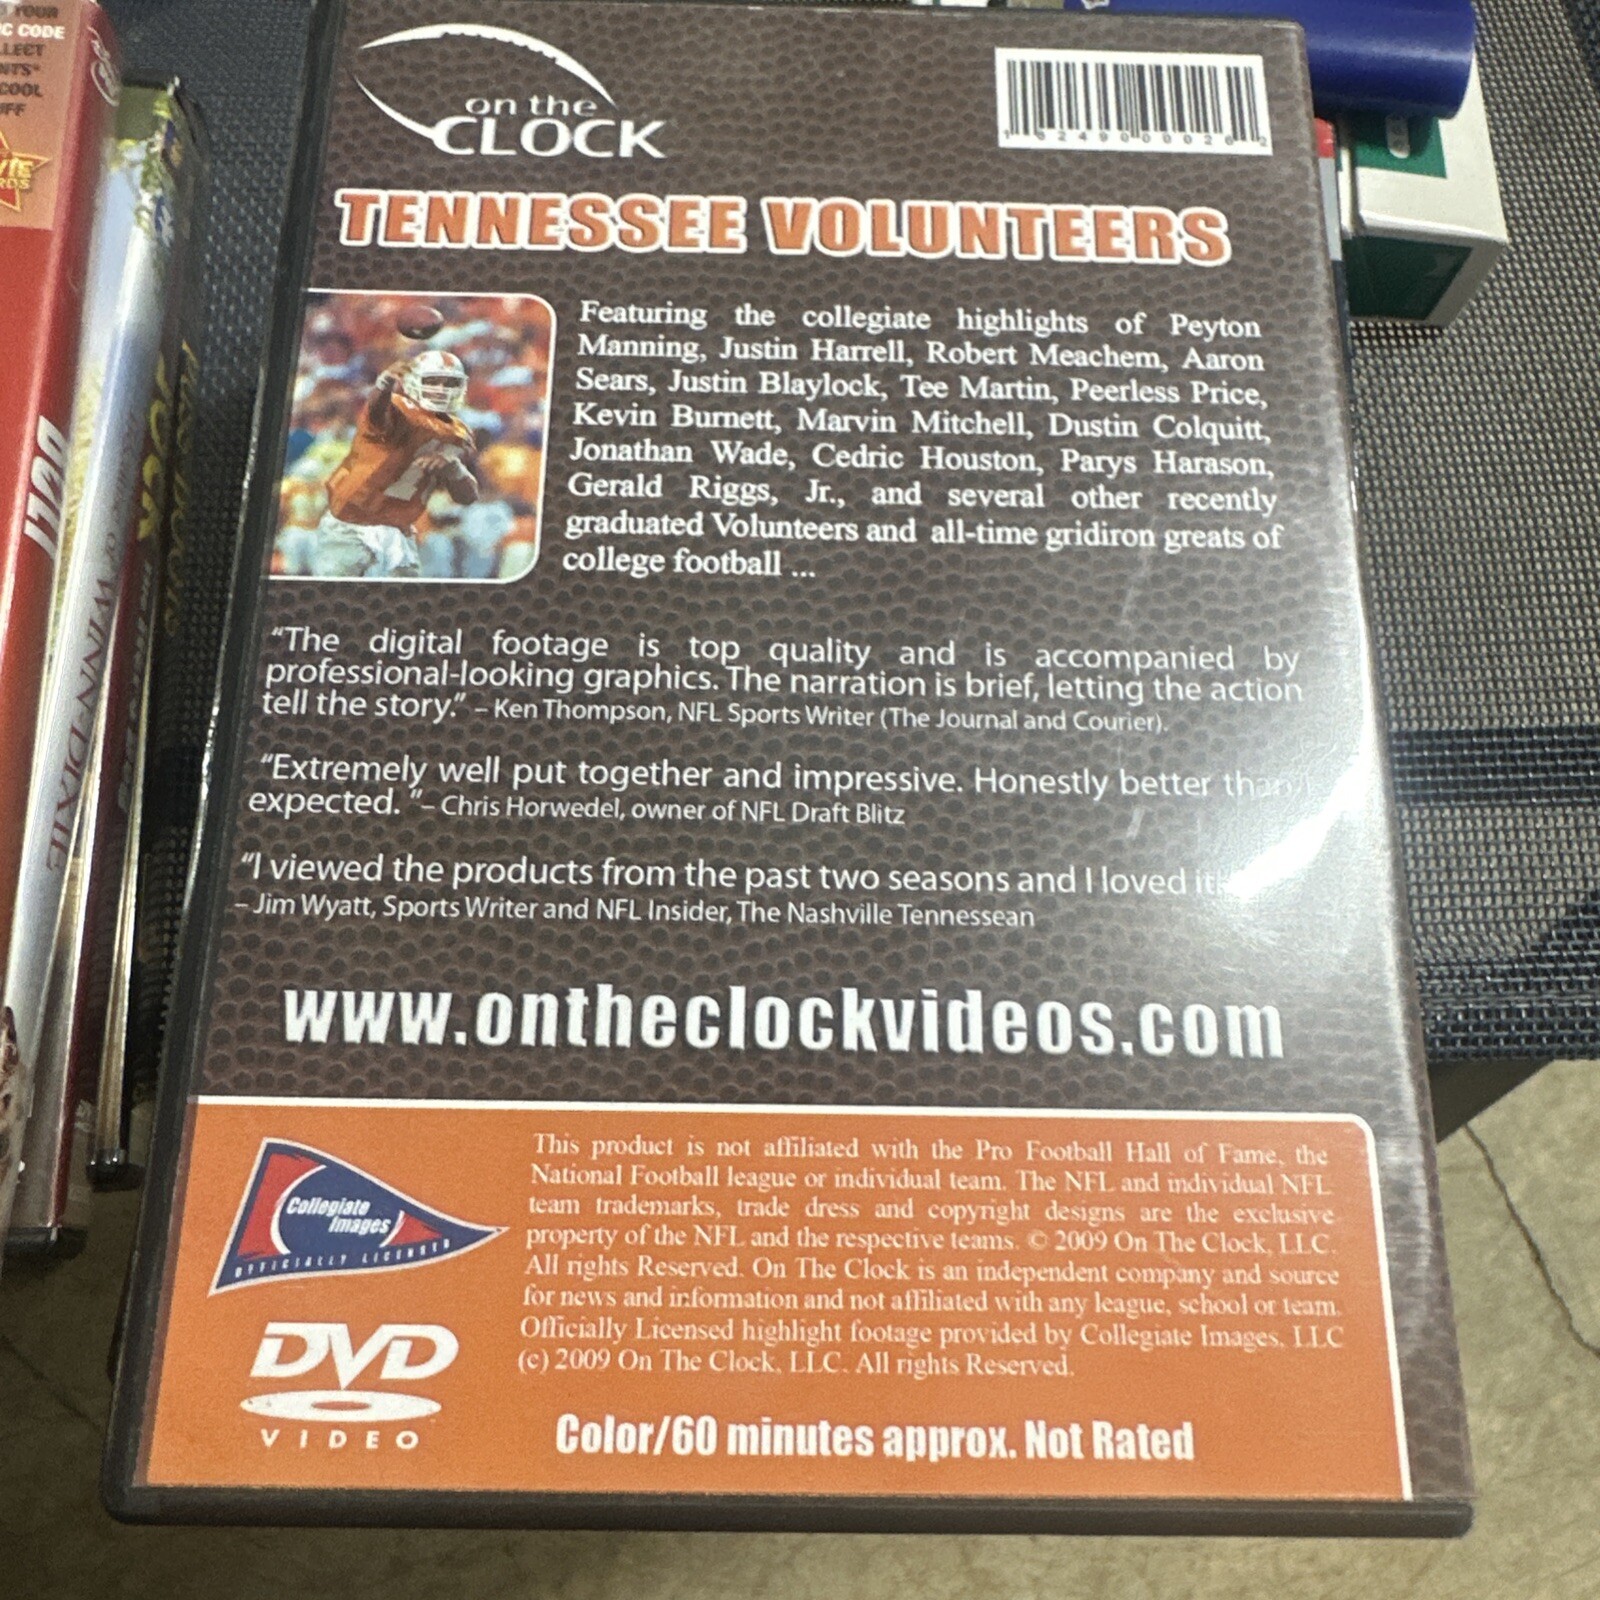 YOUR
C CODE
LLECT
NTS*
COOL
on the
CLOCK
TENNESSEE VOLUNTEERS
Featuring the collegiate highlights of Peyton
Manning, Justin Harrell, Robert Meachem, Aaron
Sears, Justin Blaylock, Tee Martin, Peerless Price,
Kevin Burnett, Marvin Mitchell, Dustin Colquitt,
Jonathan Wade, Cedric Houston, Parys Harason,
Gerald Riggs, Jr., and several other recently
graduated Volunteers and all-time gridiron greats of
college football ...
“The digital footage is top quality and is accompanied by
professional-looking graphics. The narration is brief, letting the action
tell the story.” – Ken Thompson, NFL Sports Writer (The Journal and Courier).
“Extremely well put together and impressive. Honestly better than
expected. “– Chris Horwedel, owner of NFL Draft Blitz
“I viewed the products from the past two seasons and I loved it
– Jim Wyatt, Sports Writer and NFL Insider, The Nashville Tennessean
www.ontheclockvideos.com
This product is not affiliated with the Pro Football Hall of Fame, the
National Football league or individual team. The NFL and individual NFL
team trademarks, trade dress and copyright designs are the exclusive
property of the NFL and the respective teams. © 2009 On The Clock, LLC.
All rights Reserved. On The Clock is an independent company and source
for news and information and not affiliated with any league, school or team.
Officially Licensed highlight footage provided by Collegiate Images, LLC
(c) 2009 On The Clock, LLC. All rights Reserved.
Collegiate
Images
OFFICIALLY LICENSED
DVD
VIDEO
Color/60 minutes approx. Not Rated
WINN-DIXIE